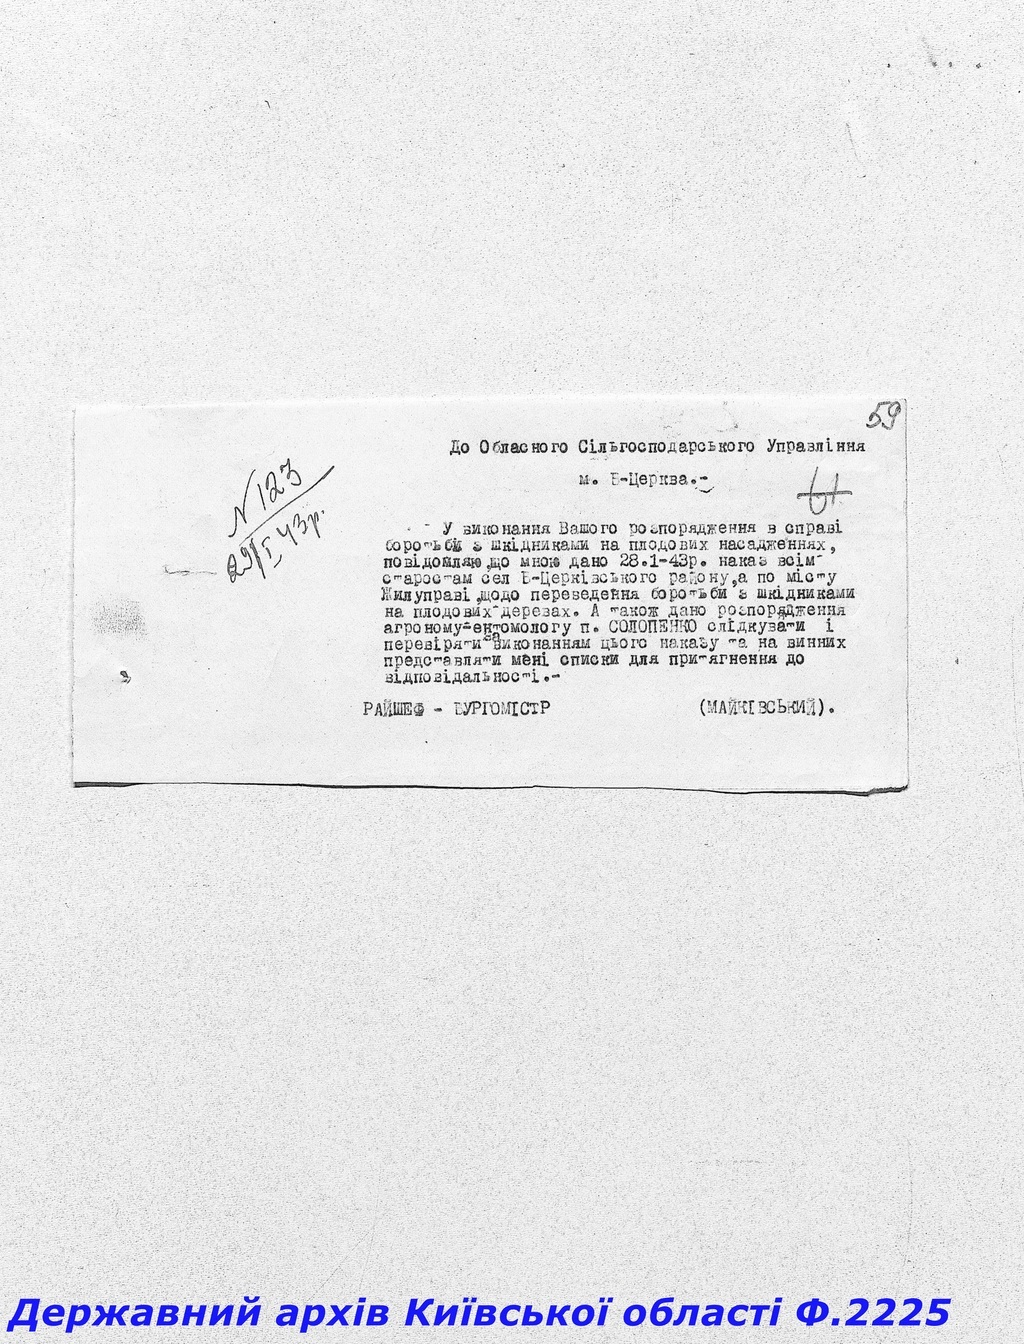 59
До Обласного Сільгосподарського Управління
м. Б-Церква.-
N 123
29/I 43р.
У виконання Вашого розпорядження в справі
боротьби з шкідниками на плодових насадженнях,
повідомляю,що мною дано 28.1-43р. наказ всім
старостам сел Б-Церківського району,а по місту
Жилуправі,щодо переведення боротьби з шкідниками
на плодових деревах. А також дано розпорядження
агроному-ентомологу п. СОЛОПЕНКО слідкувати і
перевіряти за виконанням цього наказу та на винних
представляти мені списки для притягнення до
відповідальності.-
РАЙШЕФ - БУРГОМІСТР (МАЙКІВСЬКИЙ).
Державний архів Київської області Ф.2225